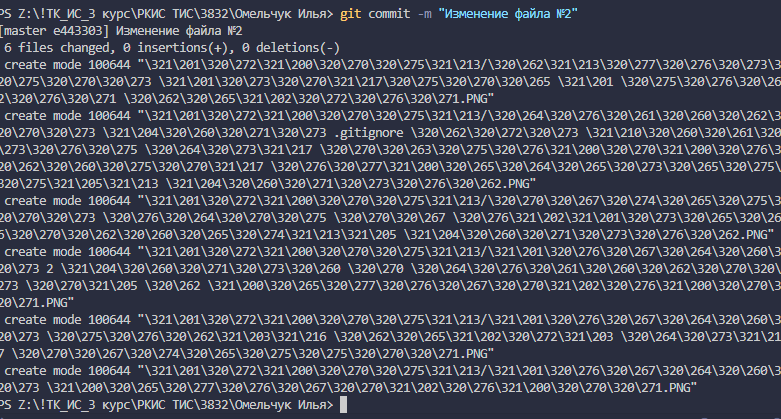 PS Z:\!ТК_ИС_3 курс\РКИС ТИС\3832\Омельчук Илья> git commit -m "Изменение файла №2"
[master e443303] Изменение файла №2
6 files changed, 0 insertions(+), 0 deletions(-)
create mode 100644 "\321\201\320\272\321\200\320\270\320\275\321\213/\320\262\321\213\320\277\320\276\320\273\3
20\275\320\270\320\273 \321\201\320\273\320\270\321\217\320\275\320\270\320\265 \321\201 \320\275\320\276\320\26
2\320\276\320\271 \320\262\320\265\321\202\320\272\320\276\320\271.PNG"
create mode 100644 "\321\201\320\272\321\200\320\270\320\275\321\213/\320\264\320\276\320\261\320\260\320\262\3
20\270\320\273 \321\204\320\260\320\271\320\273 .gitignore \320\262\320\272\320\273 \321\210\320\260\320\261\320
\273\320\276\320\275 \320\264\320\273\321\217 \320\270\320\263\320\275\320\276\321\200\320\270\321\200\320\276\3
20\262\320\260\320\275\320\270\321\217 \320\276\320\277\321\200\320\265\320\264\320\265\320\273\320\265\320\275\
320\275\321\205\321\213 \321\204\320\260\320\271\320\273\320\276\320\262.PNG"
create mode 100644 "\321\201\320\272\321\200\320\270\320\275\321\213/\320\270\320\267\320\274\320\265\320\275\3
20\270\320\273 \320\276\320\264\320\270\320\275 \320\270\320\267 \320\276\321\202\321\201\320\273\320\265\320\26
6\320\270\320\262\320\260\320\265\320\274\321\213\321\205 \321\204\320\260\320\271\320\273\320\276\320\262.PNG"
create mode 100644 "\321\201\320\272\321\200\320\270\320\275\321\213/\321\201\320\276\320\267\320\264\320\260\3
20\273 2 \321\204\320\260\320\271\320\273\320\260 \320\270 \320\264\320\276\320\261\320\260\320\262\320\270\320\
273 \320\270\321\205 \320\262 \321\200\320\265\320\277\320\276\320\267\320\270\321\202\320\276\321\200\320\270\3
20\271.PNG"
create mode 100644 "\321\201\320\272\321\200\320\270\320\275\321\213/\321\201\320\276\320\267\320\264\320\260\3
20\273 \320\275\320\276\320\262\321\203\321\216 \320\262\320\265\321\202\320\272\321\203 \320\264\320\273\321\21
7 \320\270\320\267\320\274\320\265\320\275\320\275\320\270\320\271.PNG"
create mode 100644 "\321\201\320\272\321\200\320\270\320\275\321\213/\321\201\320\276\320\267\320\264\320\260\3
20\273 \321\200\320\265\320\277\320\276\320\267\320\270\321\202\320\276\321\200\320\270\320\271.PNG"
PS Z:\!ТК_ИС_3 курс\РКИС ТИС\3832\Омельчук Илья>